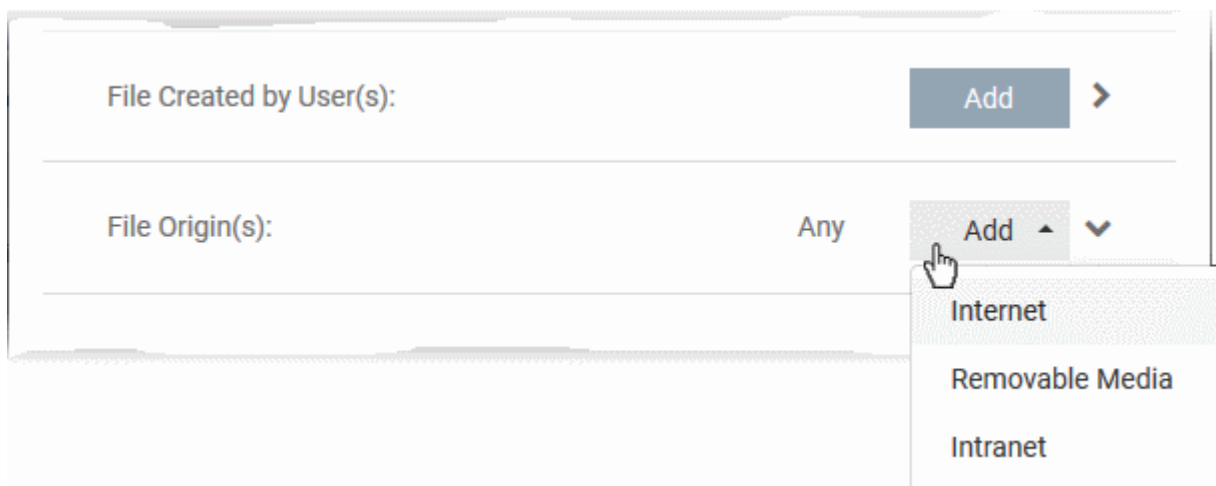 File Created by User(s): Add
File Origin(s): Any Add
Internet
Removable Media
Intranet